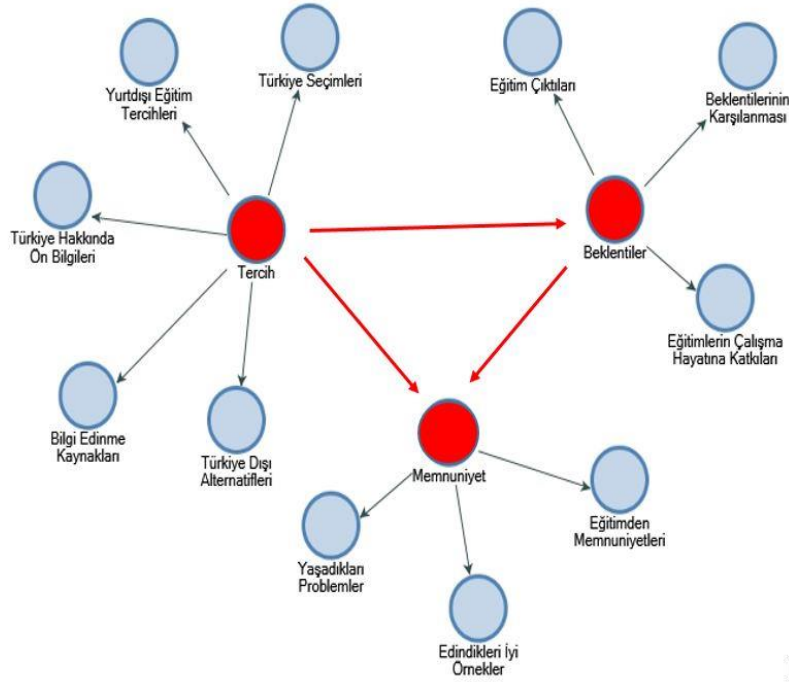 Yurtdışı Eğitim
Tercihleri
Türkiye Seçimleri
Eğitim Çıktıları
Beklentilerinin
Karşılanması
Türkiye Hakkında
Ön Bilgileri
Tercih
Beklentiler
Eğitimlerin Çalışma
Hayatına Katkıları
Bilgi Edinme
Kaynakları
Türkiye Dışı
Alternatifleri
Memnuniyet
Yaşadıkları
Problemler
Eğitimden
Memnuniyetleri
Edindikleri İyi
Örnekler